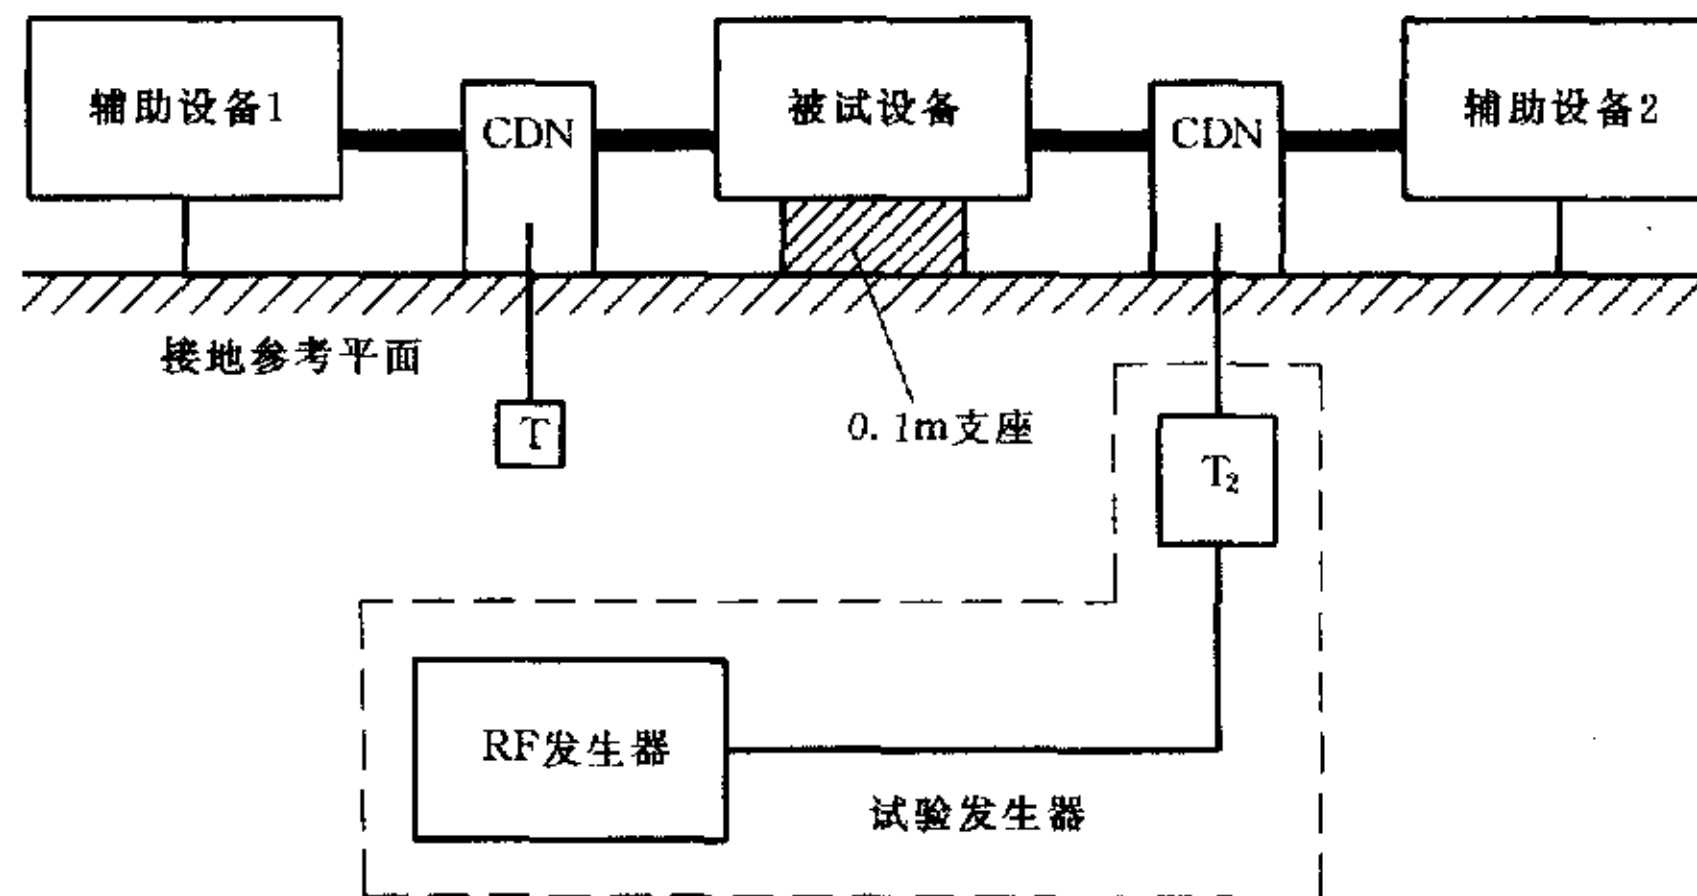 辅助设备1
CDN
被试设备
CDN
辅助设备2
接地参考平面
T
0.1m支座
T₂
RF发生器
试验发生器